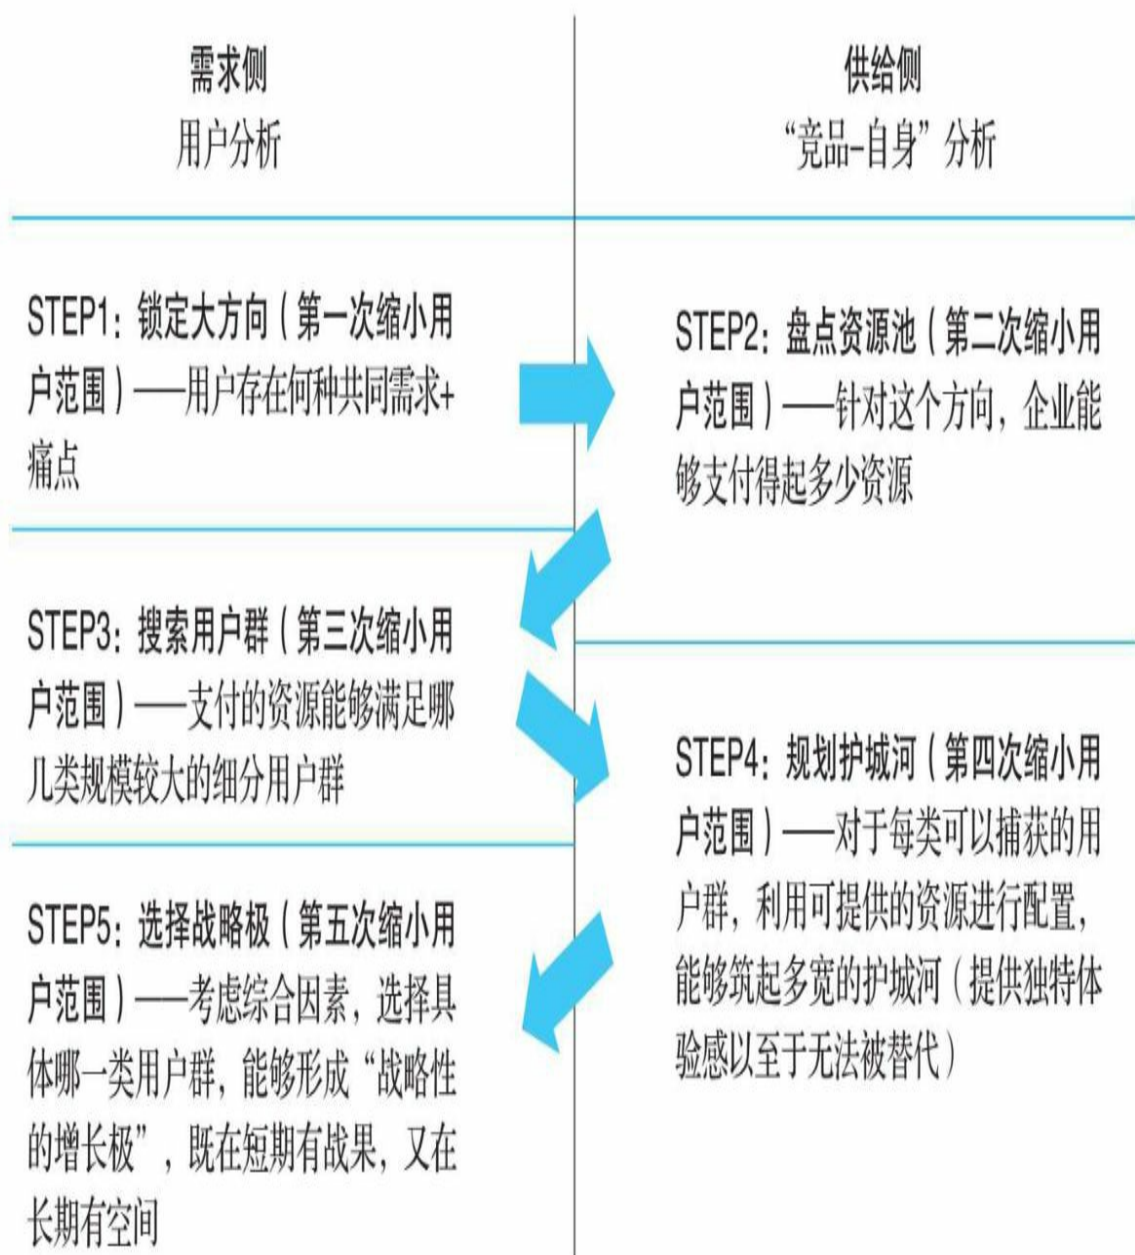 需求侧
用户分析
供给侧
“竞品-自身”分析
STEP1：锁定大方向（第一次缩小用
户范围）——用户存在何种共同需求+
痛点
STEP2：盘点资源池（第二次缩小用
户范围）——针对这个方向，企业能
够支付得起多少资源
STEP3：搜索用户群（第三次缩小用
户范围）——支付的资源能够满足哪
几类规模较大的细分用户群
STEP4：规划护城河（第四次缩小用
户范围）——对于每类可以捕获的用
户群，利用可提供的资源进行配置，
能够筑起多宽的护城河（提供独特体
验感以至于无法被替代）
STEP5：选择战略极（第五次缩小用
户范围）——考虑综合因素，选择具
体哪一类用户群，能够形成“战略性
的增长极”，既在短期有战果，又在
长期有空间